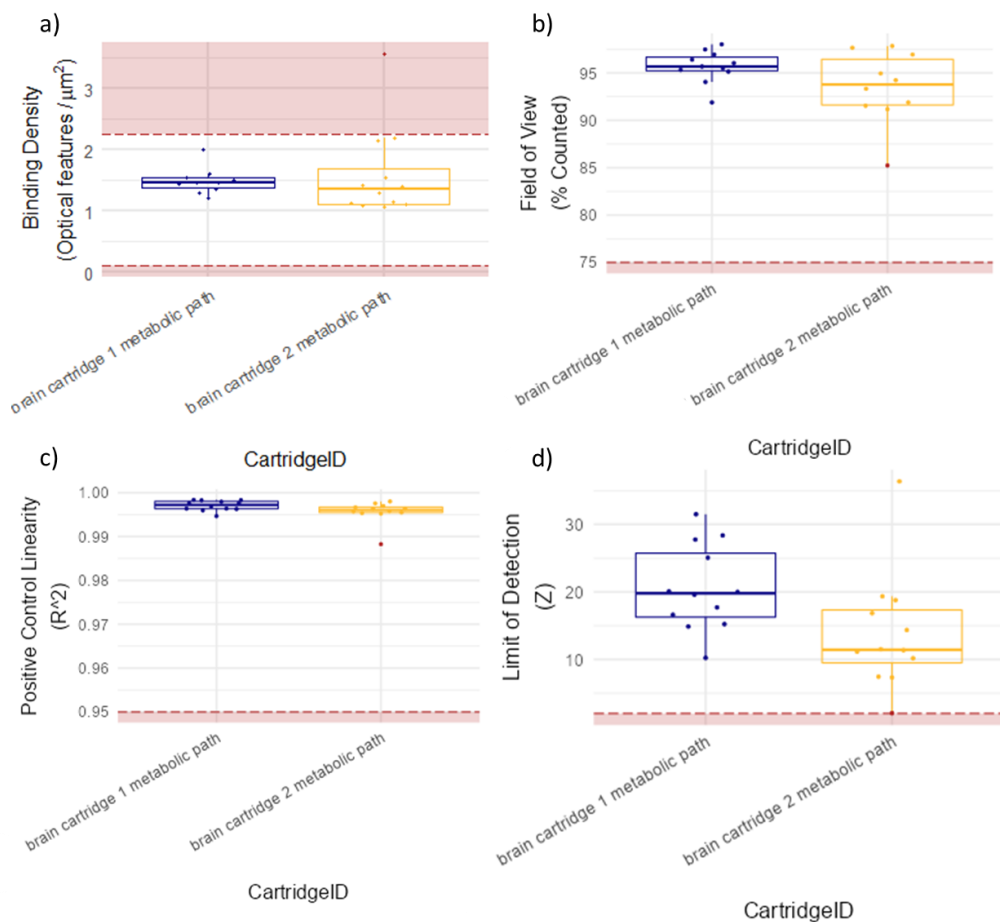 a)
Binding Density
(Optical features / μm²)
3
2
1
0
brain cartridge 1 metabolic path
brain cartridge 2 metabolic path
CartridgeID
b)
Field of View
(% Counted)
95
90
85
80
75
brain cartridge 1 metabolic path
brain cartridge 2 metabolic path
CartridgeID
c)
Positive Control Linearity
(R^2)
1.00
0.99
0.98
0.97
0.96
0.95
brain cartridge 1 metabolic path
brain cartridge 2 metabolic path
CartridgeID
d)
Limit of Detection
(Z)
30
20
10
brain cartridge 1 metabolic path
brain cartridge 2 metabolic path
CartridgeID